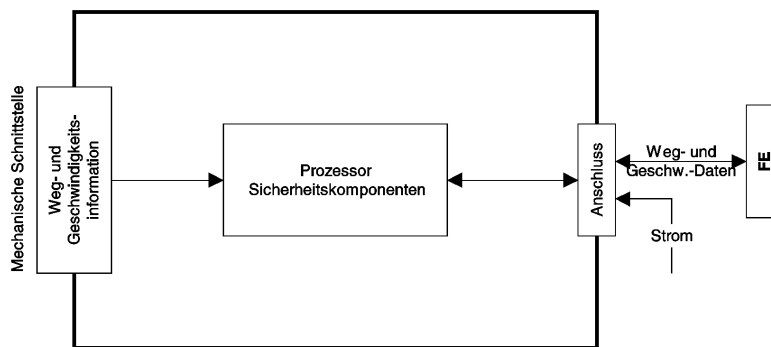 Mechanische Schnittstelle
Weg- und
Geschwindigkeits-
information
Prozessor
Sicherheitskomponenten
Anschluss
Weg- und
Geschw.-Daten
Strom
FE